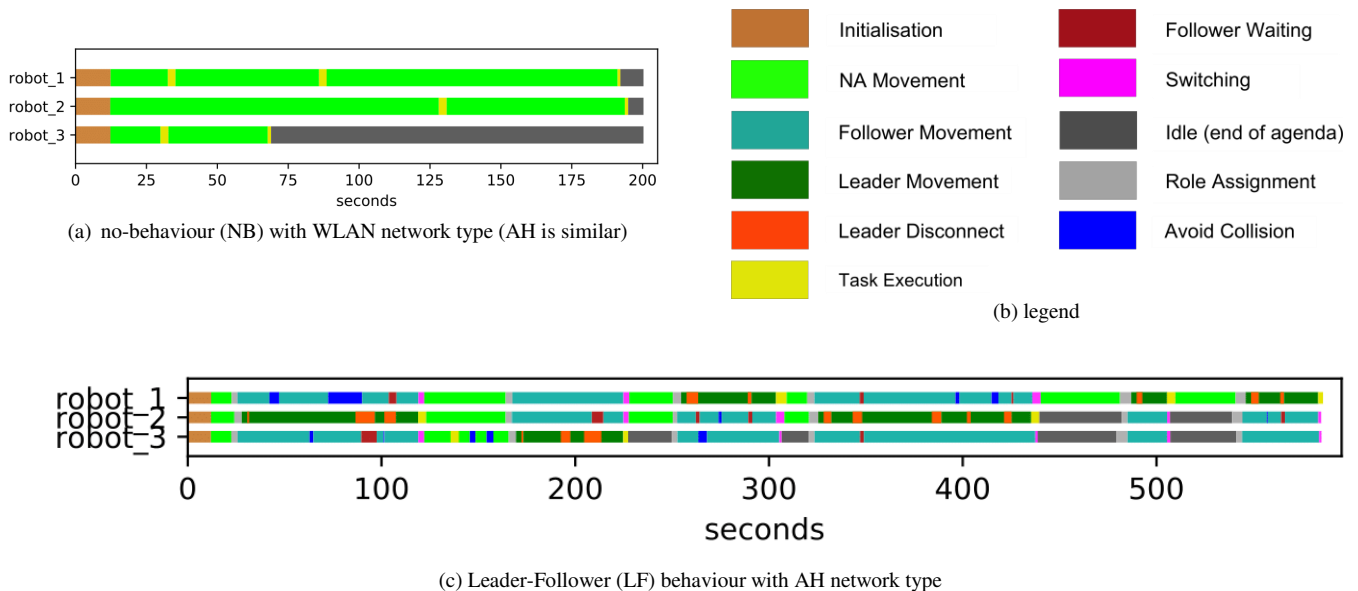 robot_1
robot_2
robot_3
0 25 50 75 100 125 150 175 200
seconds
(a) no-behaviour (NB) with WLAN network type (AH is similar)
Initialisation
NA Movement
Follower Movement
Leader Movement
Leader Disconnect
Task Execution
Follower Waiting
Switching
Idle (end of agenda)
Role Assignment
Avoid Collision
(b) legend
robot_1
robot_2
robot_3
0 100 200 300 400 500
seconds
(c) Leader-Follower (LF) behaviour with AH network type